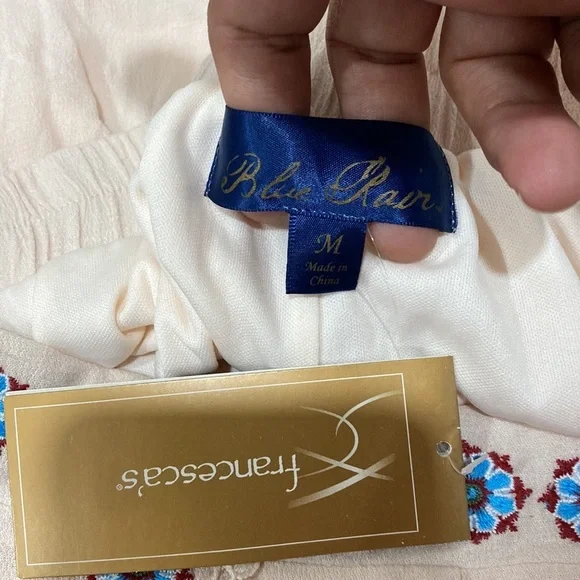 Blue Rain
M
Made in
China
francesca's®